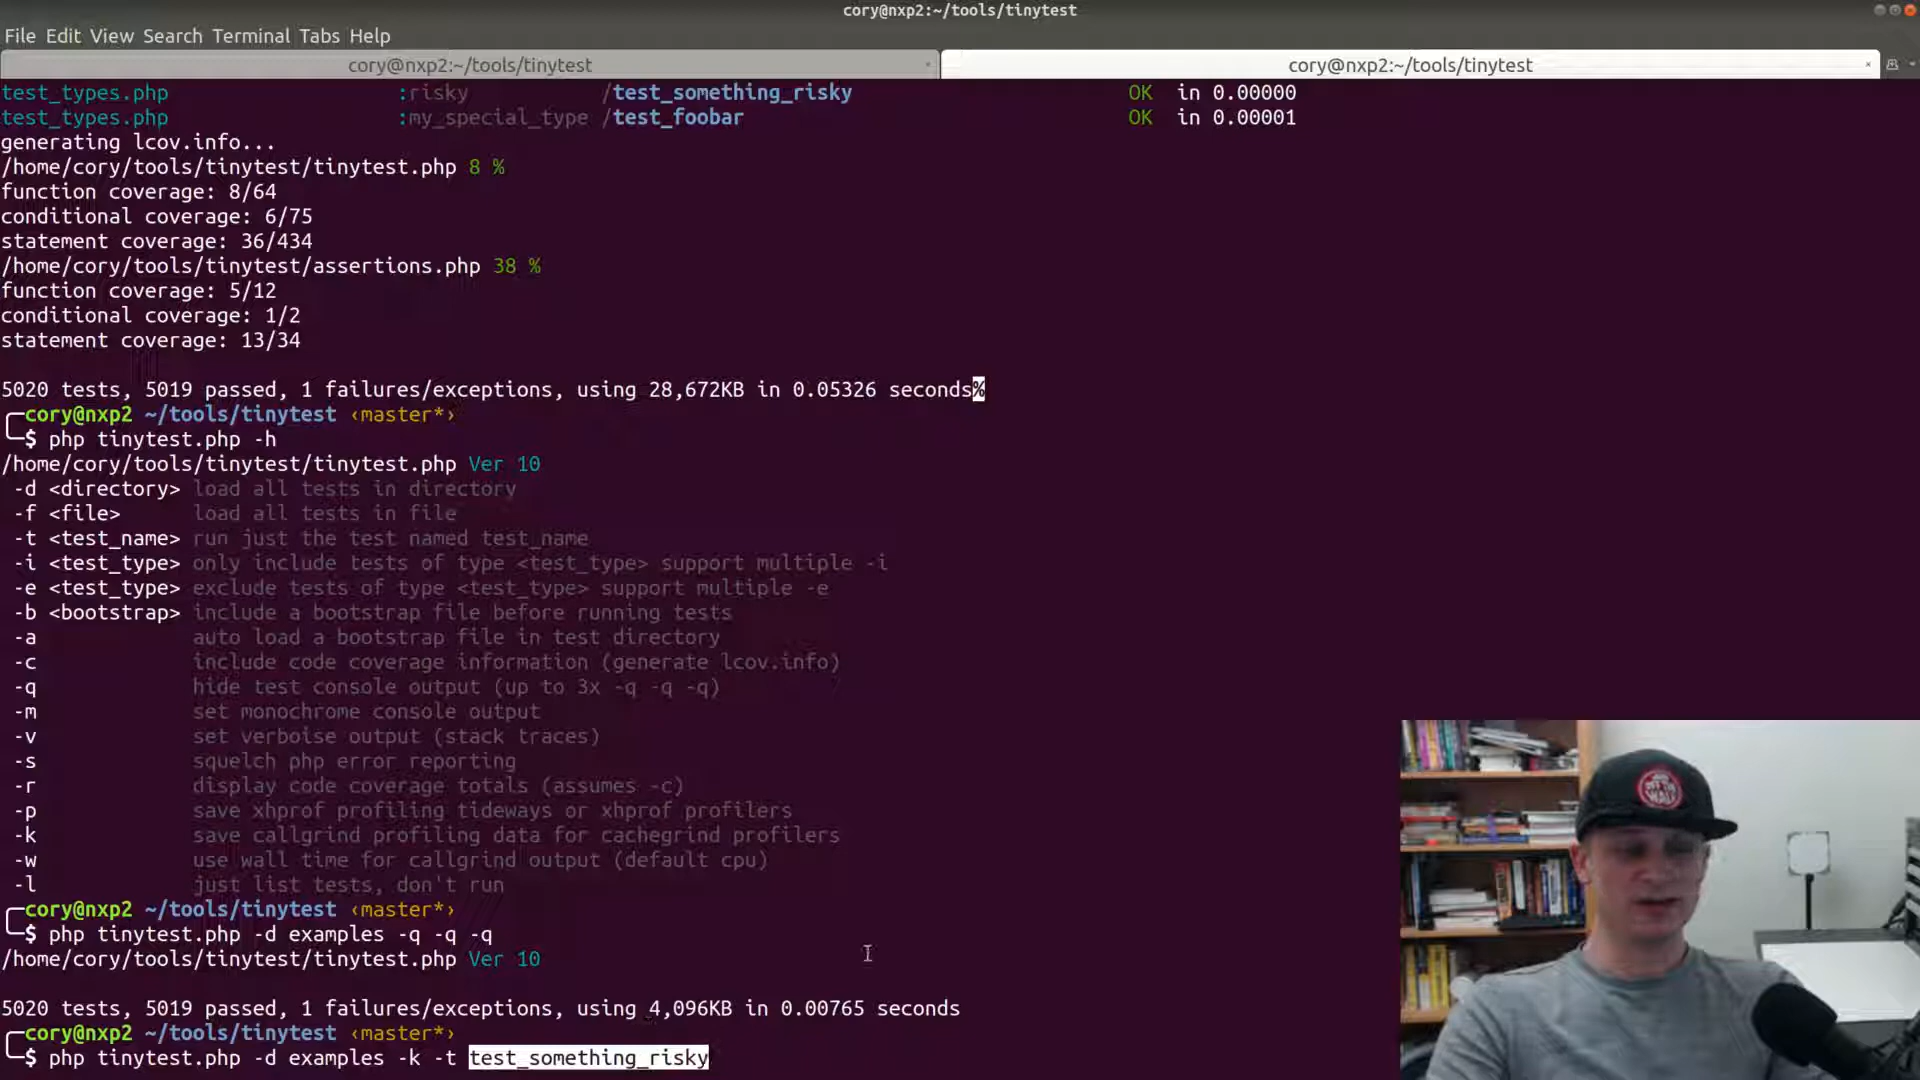 cory@nxp2:~/tools/tinytest
File Edit View Search Terminal Tabs Help
cory@nxp2:~/tools/tinytest
cory@nxp2:~/tools/tinytest
test_types.php :risky /test_something_risky OK in 0.00000
test_types.php :my_special_type /test_foobar OK in 0.00001
generating lcov.info...
/home/cory/tools/tinytest/tinytest.php 8 %
function coverage: 8/64
conditional coverage: 6/75
statement coverage: 36/434
/home/cory/tools/tinytest/assertions.php 38 %
function coverage: 5/12
conditional coverage: 1/2
statement coverage: 13/34
5020 tests, 5019 passed, 1 failures/exceptions, using 28,672KB in 0.05326 seconds%
cory@nxp2 ~/tools/tinytest ‹master*›
$ php tinytest.php -h
/home/cory/tools/tinytest/tinytest.php Ver 10
-d <directory> load all tests in directory
-f <file> load all tests in file
-t <test_name> run just the test named test_name
-i <test_type> only include tests of type <test_type> support multiple -i
-e <test_type> exclude tests of type <test_type> support multiple -e
-b <bootstrap> include a bootstrap file before running tests
-a auto load a bootstrap file in test directory
-c include code coverage information (generate lcov.info)
-q hide test console output (up to 3x -q -q -q)
-m set monochrome console output
-v set verboise output (stack traces)
-s squelch php error reporting
-r display code coverage totals (assumes -c)
-p save xhprof profiling tideways or xhprof profilers
-k save callgrind profiling data for cachegrind profilers
-w use wall time for callgrind output (default cpu)
-l just list tests, don't run
cory@nxp2 ~/tools/tinytest ‹master*›
$ php tinytest.php -d examples -q -q -q
/home/cory/tools/tinytest/tinytest.php Ver 10
5020 tests, 5019 passed, 1 failures/exceptions, using 4,096KB in 0.00765 seconds
cory@nxp2 ~/tools/tinytest ‹master*›
$ php tinytest.php -d examples -k -t test_something_risky